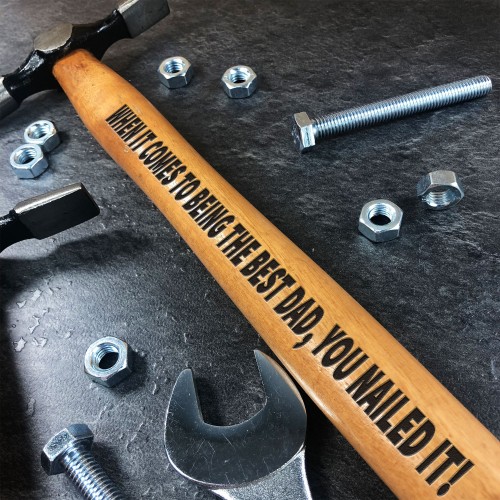 WHEN IT COMES TO BEING THE BEST DAD, YOU NAILED IT!